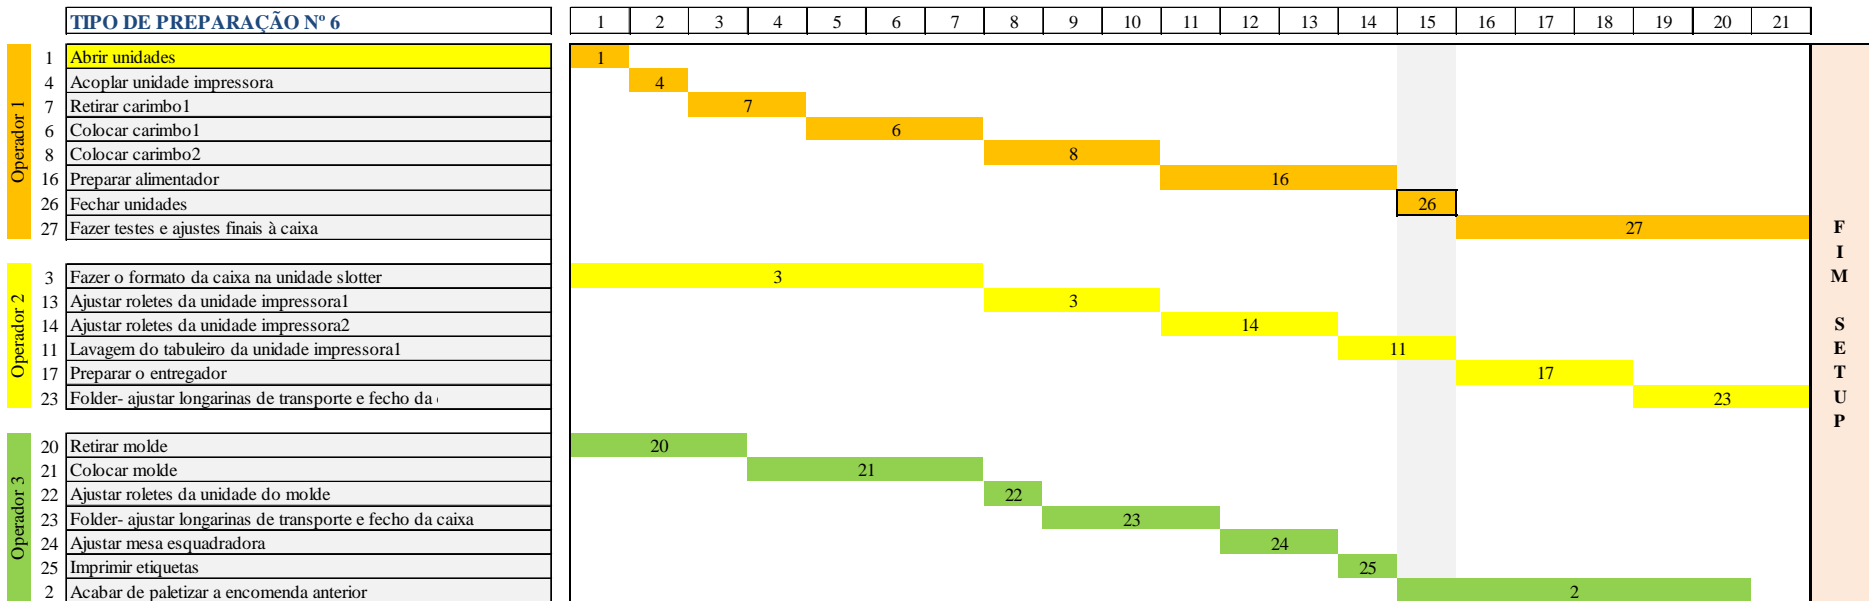 TIPO DE PREPARAÇÃO Nº 6 1 2 3 4 5 6 7 8 9 10 11 12 13 14 15 16 17 18 19 20 21
Operador 1
1 Abrir unidades 1
4 Acoplar unidade impressora 4
7 Retirar carimbo1 7
6 Colocar carimbo1 6
8 Colocar carimbo2 8
16 Preparar alimentador 16
26 Fechar unidades 26
27 Fazer testes e ajustes finais à caixa 27
Operador 2
3 Fazer o formato da caixa na unidade slotter 3
13 Ajustar roletes da unidade impressora1 3
14 Ajustar roletes da unidade impressora2 14
11 Lavagem do tabuleiro da unidade impressora1 11
17 Preparar o entregador 17
23 Folder- ajustar longarinas de transporte e fecho da 23
Operador 3
20 Retirar molde 20
21 Colocar molde 21
22 Ajustar roletes da unidade do molde 22
23 Folder- ajustar longarinas de transporte e fecho da caixa 23
24 Ajustar mesa esquadradora 24
25 Imprimir etiquetas 25
2 Acabar de paletizar a encomenda anterior 2
FIM SETUP